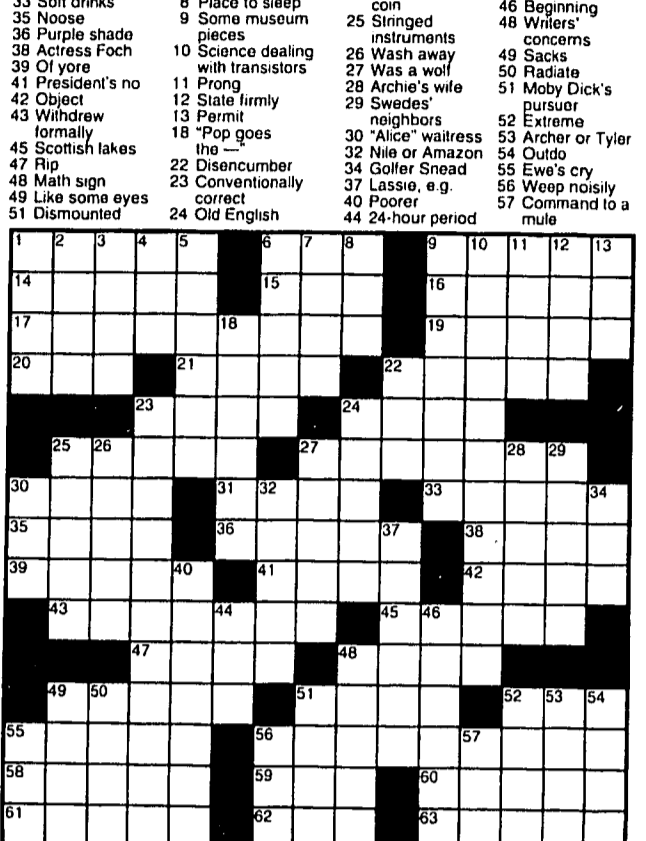 33 Soft drinks
35 Noose
36 Purple shade
38 Actress Foch
39 Of yore
41 President's no
42 Object
43 Withdrew
formally
45 Scottish lakes
47 Rip
48 Math sign
49 Like some eyes
51 Dismounted
8 Place to sleep
9 Some museum
pieces
10 Science dealing
with transistors
11 Prong
12 State firmly
13 Permit
18 "Pop goes
the —"
22 Disencumber
23 Conventionally
correct
24 Old English
coin
25 Stringed
instruments
26 Wash away
27 Was a wolf
28 Archie's wife
29 Swedes'
neighbors
30 "Alice" waitress
32 Nile or Amazon
34 Golfer Snead
37 Lassie, e.g.
40 Poorer
44 24-hour period
46 Beginning
48 Writers'
concerns
49 Sacks
50 Radiate
51 Moby Dick's
pursuer
52 Extreme
53 Archer or Tyler
54 Outdo
55 Ewe's cry
56 Weep noisily
57 Command to a
mule
1 2 3 4 5 6 7 8 9 10 11 12 13
14 15 16
17 18 19
20 21 22
23 24
25 26 27 28 29
30 31 32 33 34
35 36 37 38
39 40 41 42
43 44 45 46
47 48
49 50 51 52 53 54
55 56 57
58 59 60
61 62 63